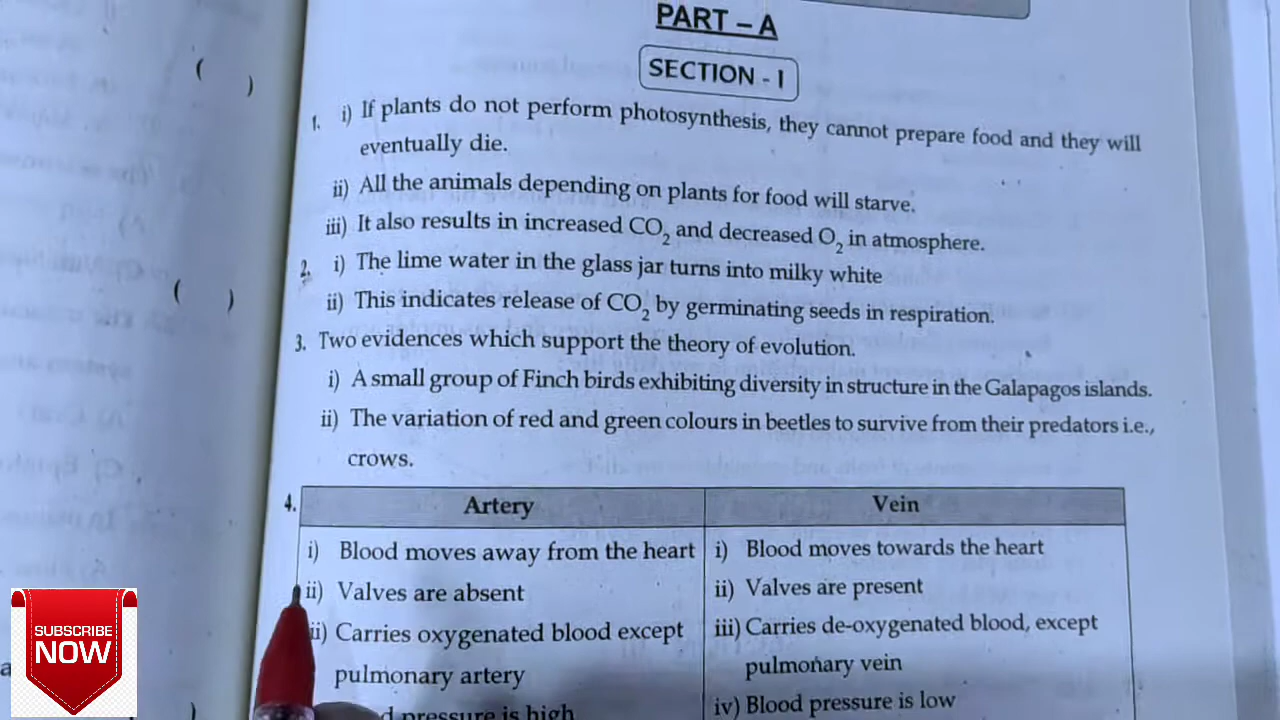 PART – A
SECTION - I
1. i) If plants do not perform photosynthesis, they cannot prepare food and they will
eventually die.
ii) All the animals depending on plants for food will starve.
iii) It also results in increased CO₂ and decreased O₂ in atmosphere.
2. i) The lime water in the glass jar turns into milky white
ii) This indicates release of CO₂ by germinating seeds in respiration.
3. Two evidences which support the theory of evolution.
i) A small group of Finch birds exhibiting diversity in structure in the Galapagos islands.
ii) The variation of red and green colours in beetles to survive from their predators i.e.,
crows.
4. Artery Vein
i) Blood moves away from the heart i) Blood moves towards the heart
ii) Valves are absent ii) Valves are present
ii) Carries oxygenated blood except iii) Carries de-oxygenated blood, except
pulmonary artery pulmonary vein
pressure is high iv) Blood pressure is low
( )
( )
)
SUBSCRIBE
NOW